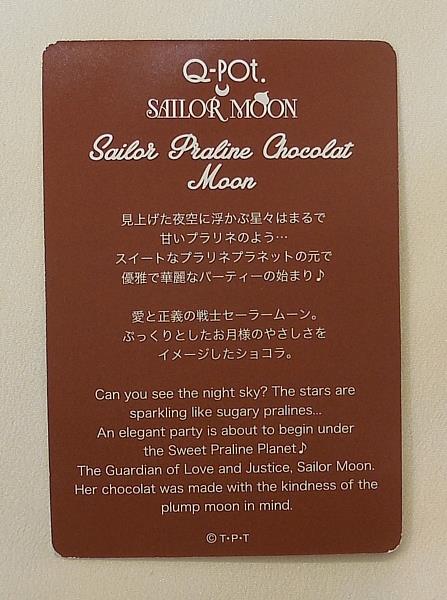 Q-POt.
SAILOR MOON
Sailor Praline Chocolat
Moon
見上げた夜空に浮かぶ星々はまるで
甘いプラリネのよう…
スイートなプラリネプラネットの元で
優雅で華麗なパーティーの始まり♪
愛と正義の戦士セーラームーン。
ぷっくりとしたお月様のやさしさを
イメージしたショコラ。
Can you see the night sky? The stars are
sparkling like sugary pralines...
An elegant party is about to begin under
the Sweet Praline Planet♪
The Guardian of Love and Justice, Sailor Moon.
Her chocolat was made with the kindness of the
plump moon in mind.
© T・P・T